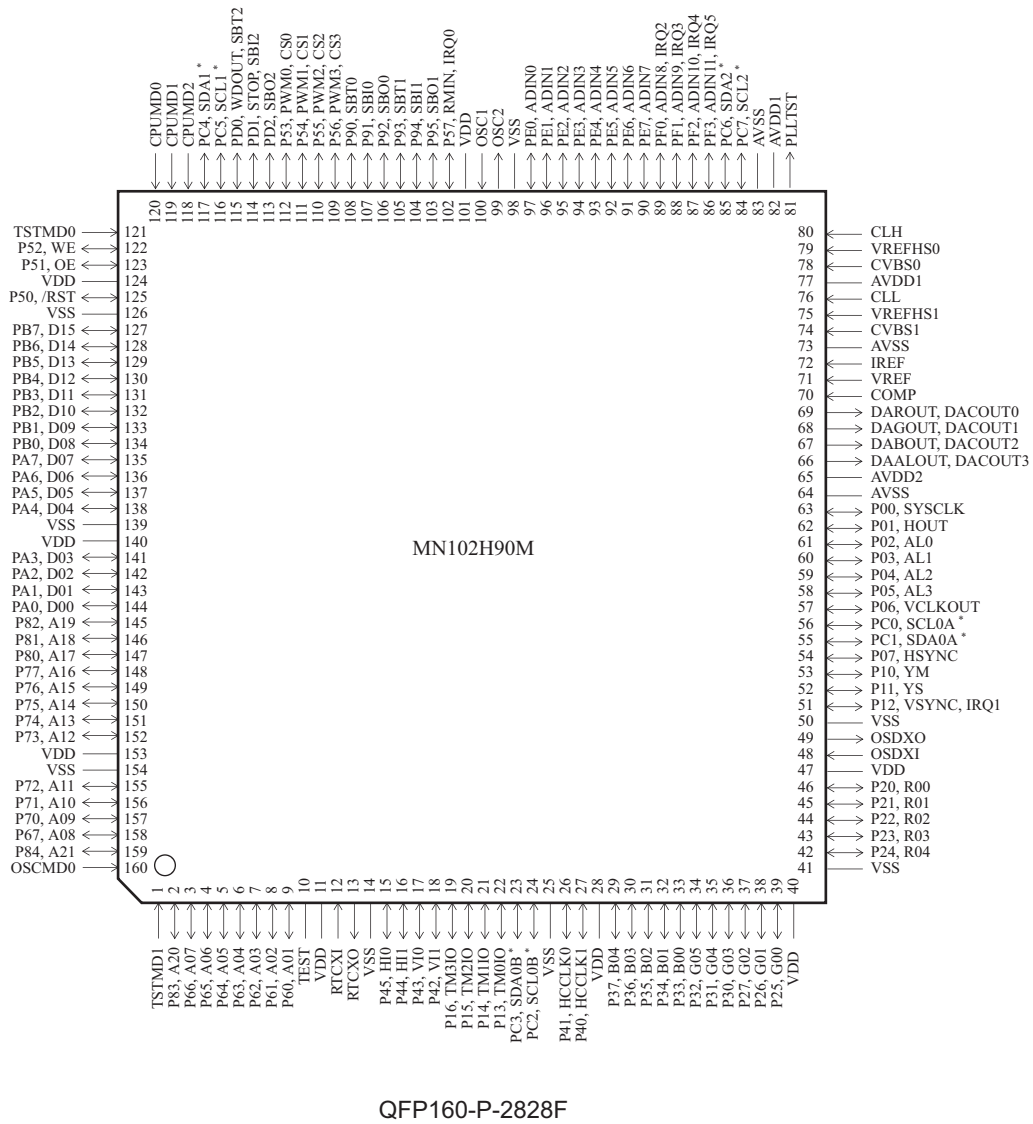 CPUMD0
CPUMD1
CPUMD2
PC4, SDA1 *
PC5, SCL1 *
PD0, WDOUT, SBT2
PD1, STOP, SBI2
PD2, SBO2
P53, PWM0, CS0
P54, PWM1, CS1
P55, PWM2, CS2
P56, PWM3, CS3
P90, SBT0
P91, SBI0
P92, SBO0
P93, SBT1
P94, SBI1
P95, SBO1
P57, RMIN, IRQ0
VDD
OSC1
OSC2
VSS
PE0, ADIN0
PE1, ADIN1
PE2, ADIN2
PE3, ADIN3
PE4, ADIN4
PE5, ADIN5
PE6, ADIN6
PE7, ADIN7
PF0, ADIN8, IRQ2
PF1, ADIN9, IRQ3
PF2, ADIN10, IRQ4
PF3, ADIN11, IRQ5
PC6, SDA2 *
PC7, SCL2 *
AVSS
AVDD1
PLLTST
120
119
118
117
116
115
114
113
112
111
110
109
108
107
106
105
104
103
102
101
100
99
98
97
96
95
94
93
92
91
90
89
88
87
86
85
84
83
82
81
TSTMD0 121
P52, WE 122
P51, OE 123
VDD 124
P50, /RST 125
VSS 126
PB7, D15 127
PB6, D14 128
PB5, D13 129
PB4, D12 130
PB3, D11 131
PB2, D10 132
PB1, D09 133
PB0, D08 134
PA7, D07 135
PA6, D06 136
PA5, D05 137
PA4, D04 138
VSS 139
VDD 140
PA3, D03 141
PA2, D02 142
PA1, D01 143
PA0, D00 144
P82, A19 145
P81, A18 146
P80, A17 147
P77, A16 148
P76, A15 149
P75, A14 150
P74, A13 151
P73, A12 152
VDD 153
VSS 154
P72, A11 155
P71, A10 156
P70, A09 157
P67, A08 158
P84, A21 159
OSCMD0 160
MN102H90M
80 CLH
79 VREFHS0
78 CVBS0
77 AVDD1
76 CLL
75 VREFHS1
74 CVBS1
73 AVSS
72 IREF
71 VREF
70 COMP
69 DAROUT, DACOUT0
68 DAGOUT, DACOUT1
67 DABOUT, DACOUT2
66 DAALOUT, DACOUT3
65 AVDD2
64 AVSS
63 P00, SYSCLK
62 P01, HOUT
61 P02, AL0
60 P03, AL1
59 P04, AL2
58 P05, AL3
57 P06, VCLKOUT
56 PC0, SCL0A *
55 PC1, SDA0A *
54 P07, HSYNC
53 P10, YM
52 P11, YS
51 P12, VSYNC, IRQ1
50 VSS
49 OSDXO
48 OSDXI
47 VDD
46 P20, R00
45 P21, R01
44 P22, R02
43 P23, R03
42 P24, R04
41 VSS
1
2
3
4
5
6
7
8
9
10
11
12
13
14
15
16
17
18
19
20
21
22
23
24
25
26
27
28
29
30
31
32
33
34
35
36
37
38
39
40
TSTMD1
P83, A20
P66, A07
P65, A06
P64, A05
P63, A04
P62, A03
P61, A02
P60, A01
TEST
VDD
RTCXI
RTCXO
VSS
P45, HI0
P44, HI1
P43, VI0
P42, VI1
P16, TM3IO
P15, TM2IO
P14, TM1IO
P13, TM0IO
PC3, SDA0B *
PC2, SCL0B *
VSS
P41, HCCLK0
P40, HCCLK1
VDD
P37, B04
P36, B03
P35, B02
P34, B01
P33, B00
P32, G05
P31, G04
P30, G03
P27, G02
P26, G01
P25, G00
VDD
QFP160-P-2828F